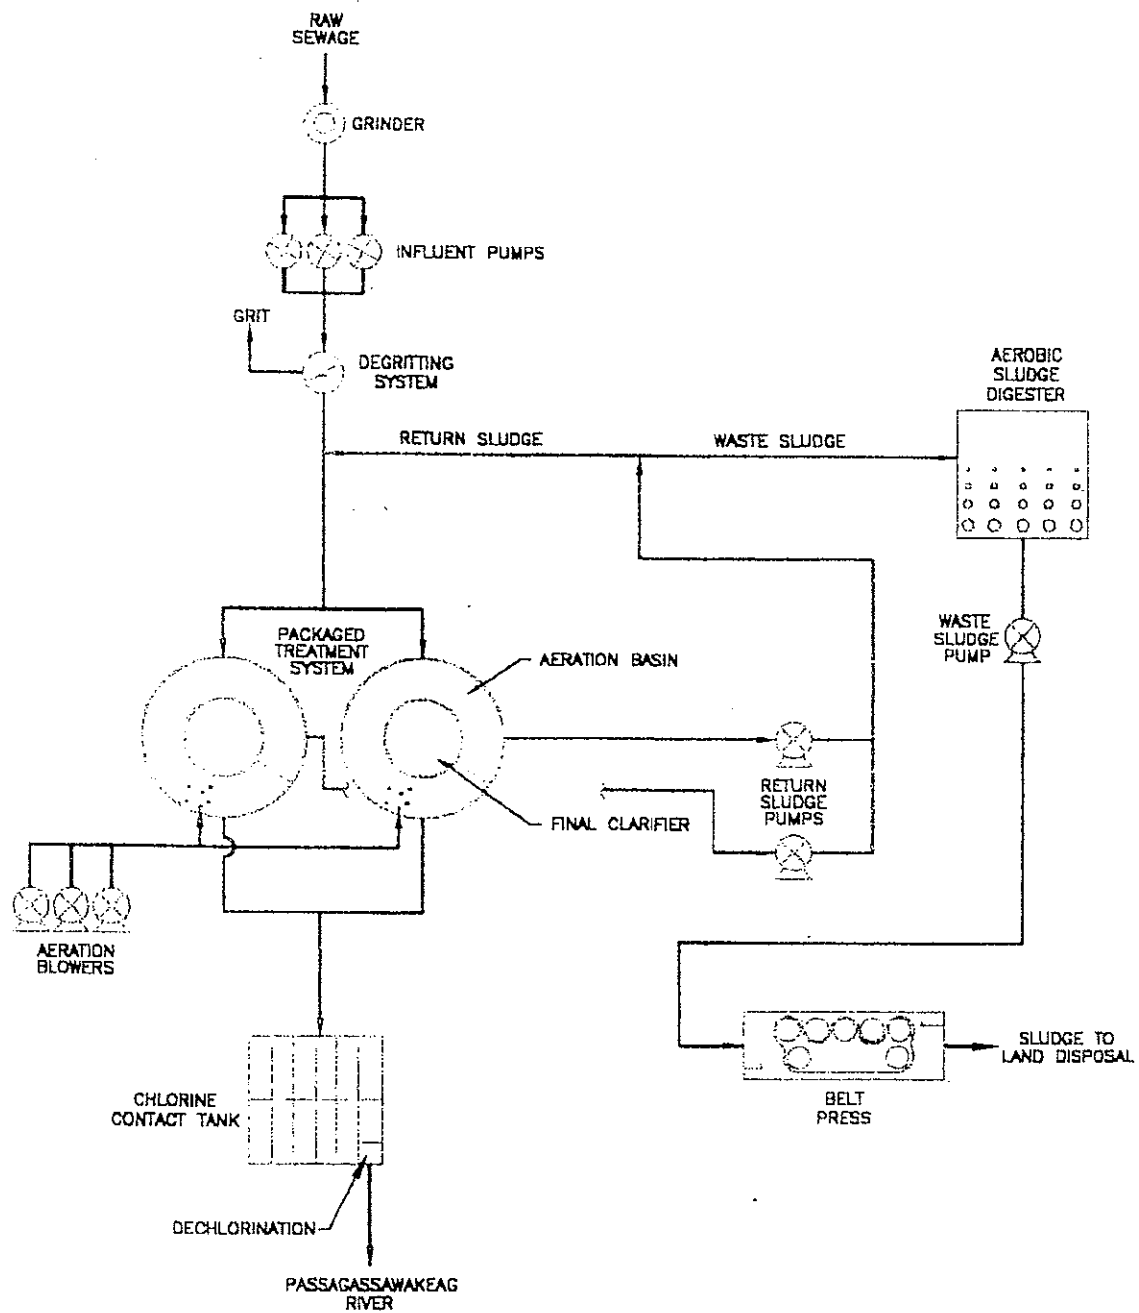 RAW
SEWAGE
GRINDER
INFLUENT PUMPS
GRIT
DEGRITTING
SYSTEM
AEROBIC
SLUDGE
DIGESTER
RETURN SLUDGE
WASTE SLUDGE
WASTE
SLUDGE
PUMP
PACKAGED
TREATMENT
SYSTEM
AERATION BASIN
RETURN
SLUDGE
PUMPS
FINAL CLARIFIER
AERATION
BLOWERS
SLUDGE TO
LAND DISPOSAL
BELT
PRESS
CHLORINE
CONTACT TANK
DECHLORINATION
PASSAGASSAWAKEAG
RIVER